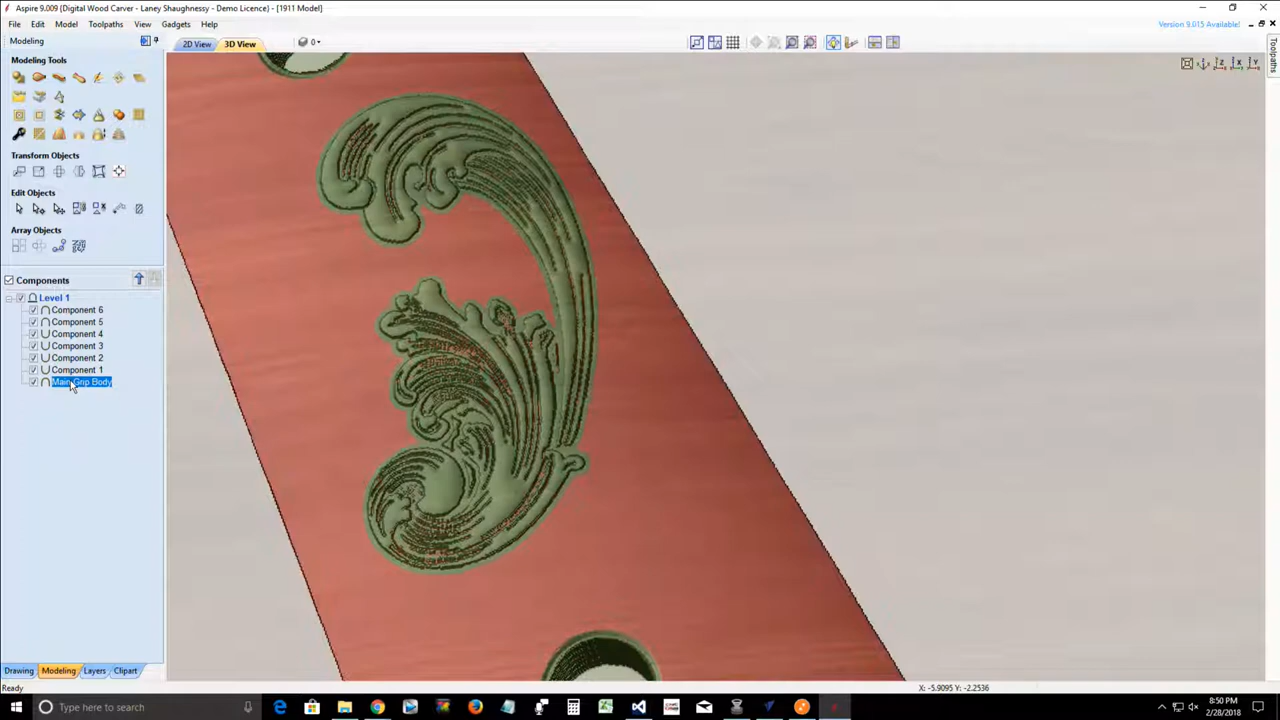 Aspire 9.009 (Digital Wood Carver - Laney Shaughnessy - Demo Licence) - [1911 Model]
File Edit Model Toolpaths View Gadgets Help
Version 9.015 Available!
Modeling
2D View 3D View 0
Toolpaths
Modeling Tools
Transform Objects
Edit Objects
Array Objects
Components
Level 1
Component 6
Component 5
Component 4
Component 3
Component 2
Component 1
Main Grip Body
Drawing Modeling Layers Clipart
Ready
X: -5.9095 Y: -2.2536
Type here to search
8:50 PM
2/28/2018